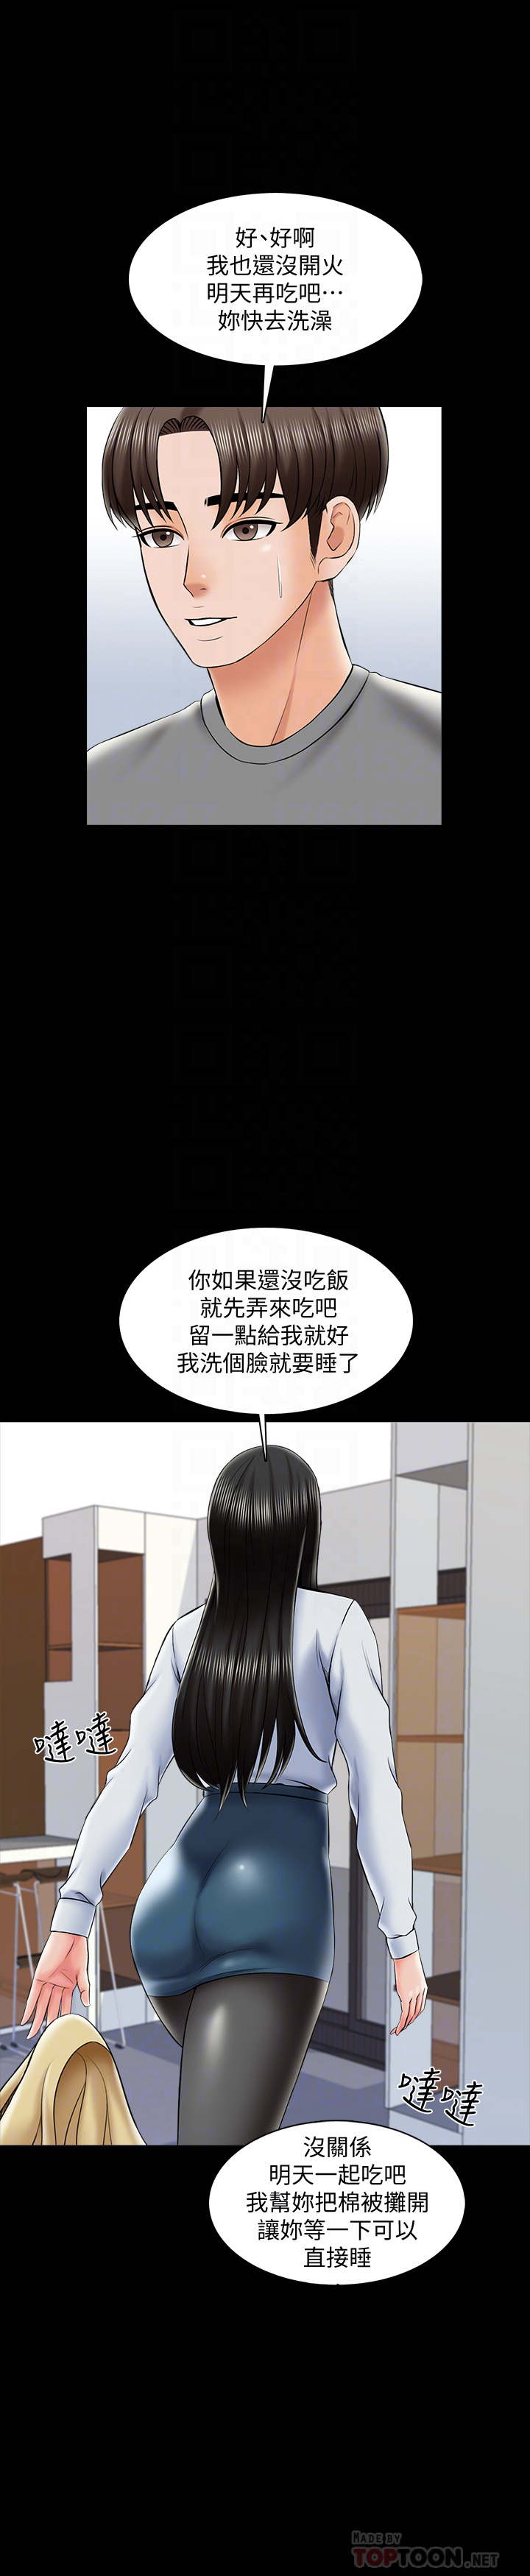 好、好啊
我也還沒開火
明天再吃吧…
妳快去洗澡
你如果還沒吃飯
就先弄來吃吧
留一點給我就好
我洗個臉就要睡了
噠噠
噠噠
沒關係
明天一起吃吧
我幫妳把棉被攤開
讓妳等一下可以
直接睡
MADE BY
TOPTOON.NET